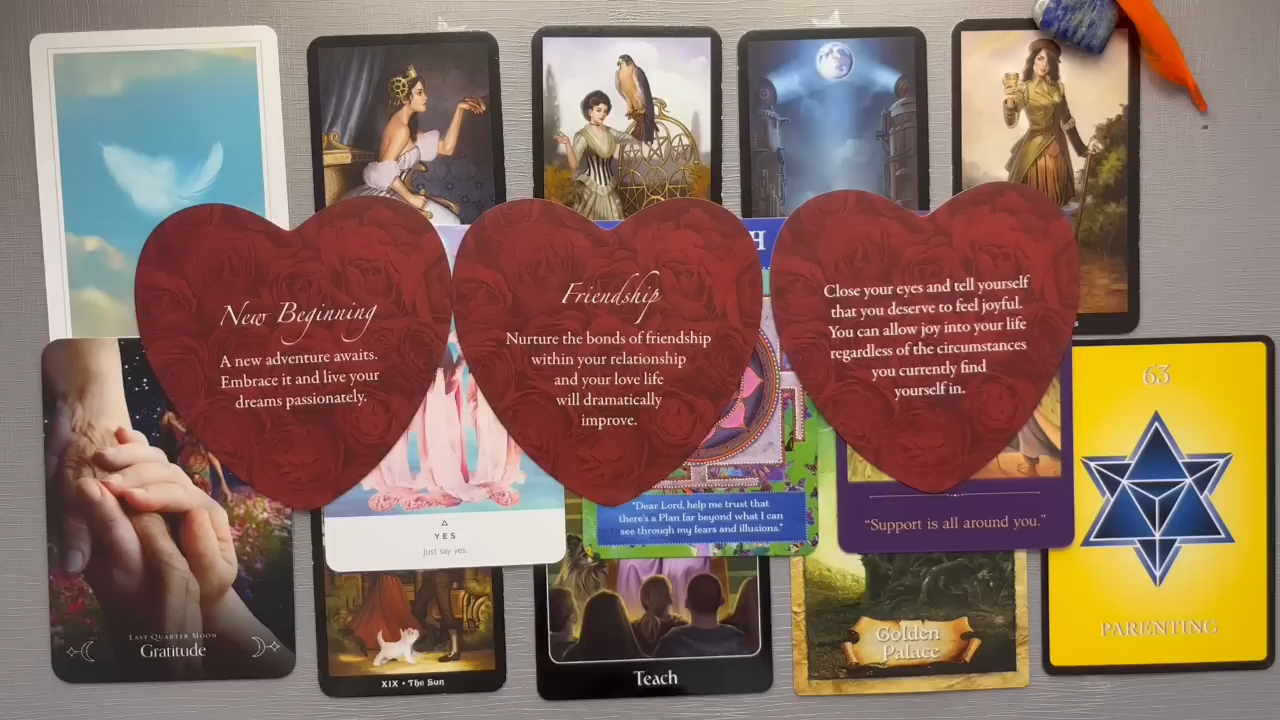 New Beginning
A new adventure awaits.
Embrace it and live your
dreams passionately.
Friendship
Nurture the bonds of friendship
within your relationship
and your love life
will dramatically
improve.
Close your eyes and tell yourself
that you deserve to feel joyful.
You can allow joy into your life
regardless of the circumstances
you currently find
yourself in.
63
PARENTING
"Dear Lord, help me trust that
there's a Plan far beyond what I can
see through my fears and illusions."
"Support is all around you."
YES
Just say yes.
LAST QUARTER MOON
Gratitude
XIX • The Sun
Teach
Golden
Palace